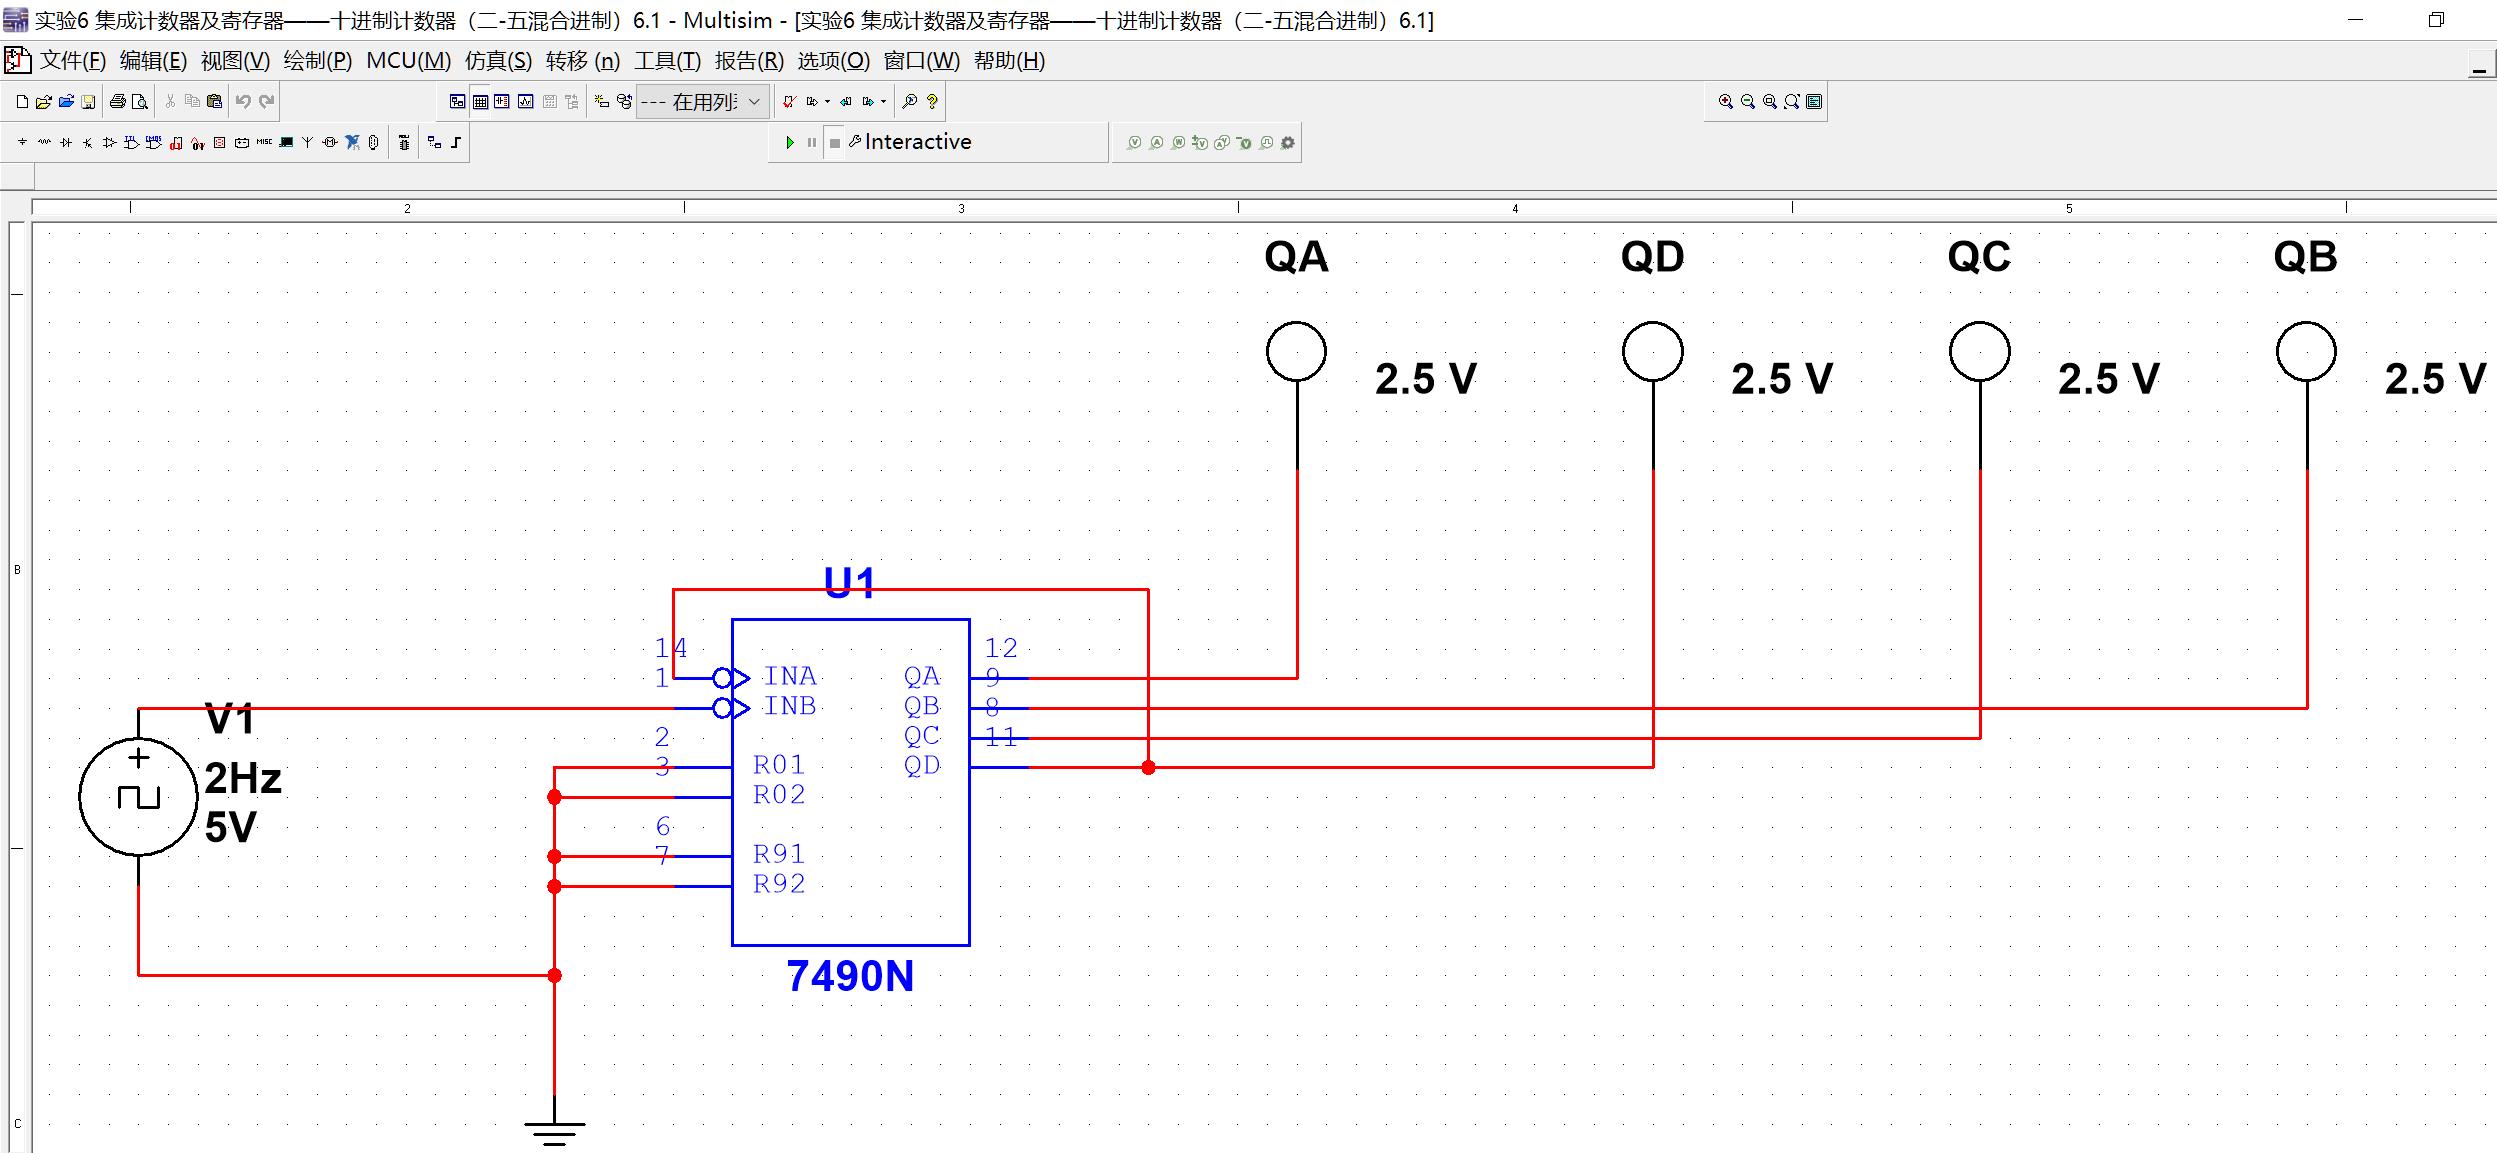 实验6 集成计数器及寄存器——十进制计数器（二-五混合进制）6.1 - Multisim - [实验6 集成计数器及寄存器——十进制计数器（二-五混合进制）6.1]
文件(F) 编辑(E) 视图(V) 绘制(P) MCU(M) 仿真(S) 转移 (n) 工具(T) 报告(R) 选项(O) 窗口(W) 帮助(H)
--- 在用列
MISC Interactive
2 3 4 5
QA QD QC QB
2.5 V 2.5 V 2.5 V 2.5 V
B
U1
14 12
1 INA QA 9
INB QB 8
V1
2 QC 11
3 R01 QD
2Hz
R02
5V
6
7 R91
R92
7490N
C